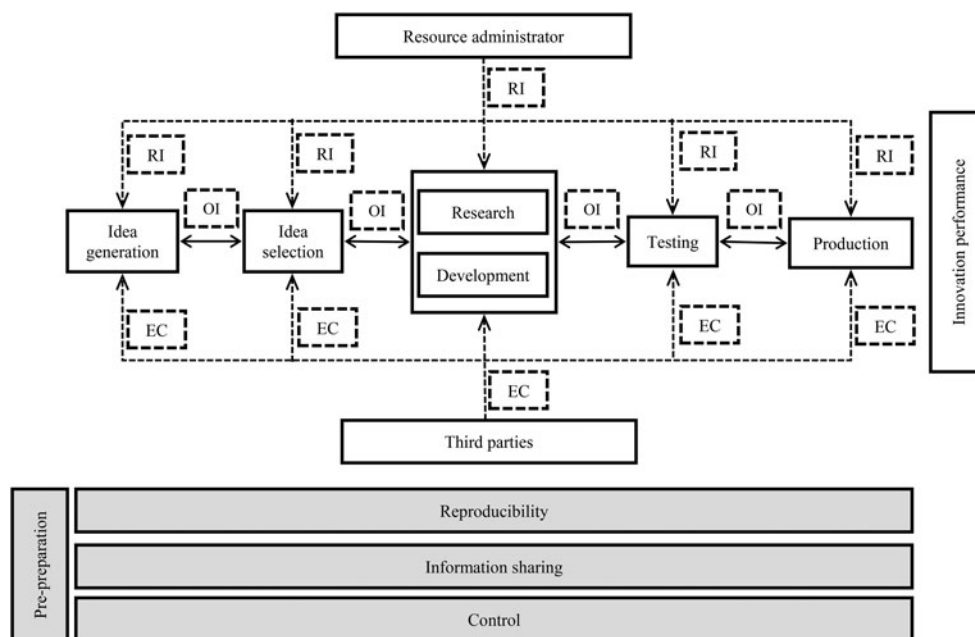 Resource administrator
RI
RI
RI
RI
RI
OI
OI
OI
OI
Idea
generation
Idea
selection
Research
Development
Testing
Production
EC
EC
EC
EC
EC
Third parties
Innovation performance
Pre-preparation
Reproducibility
Information sharing
Control